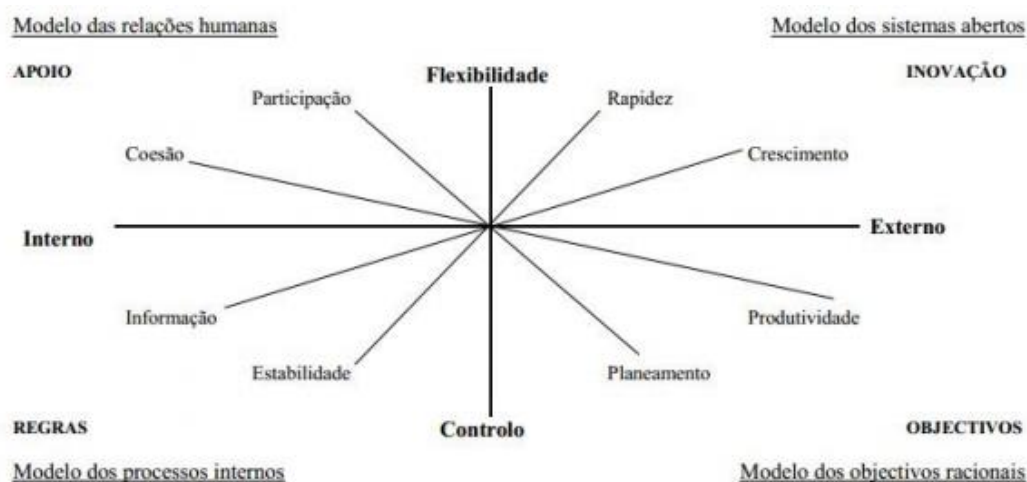 Modelo das relações humanas
Modelo dos sistemas abertos
APOIO
Flexibilidade
INOVAÇÃO
Participação
Rapidez
Coesão
Crescimento
Interno
Externo
Informação
Produtividade
Estabilidade
Planeamento
REGRAS
Controlo
OBJECTIVOS
Modelo dos processos internos
Modelo dos objectivos racionais